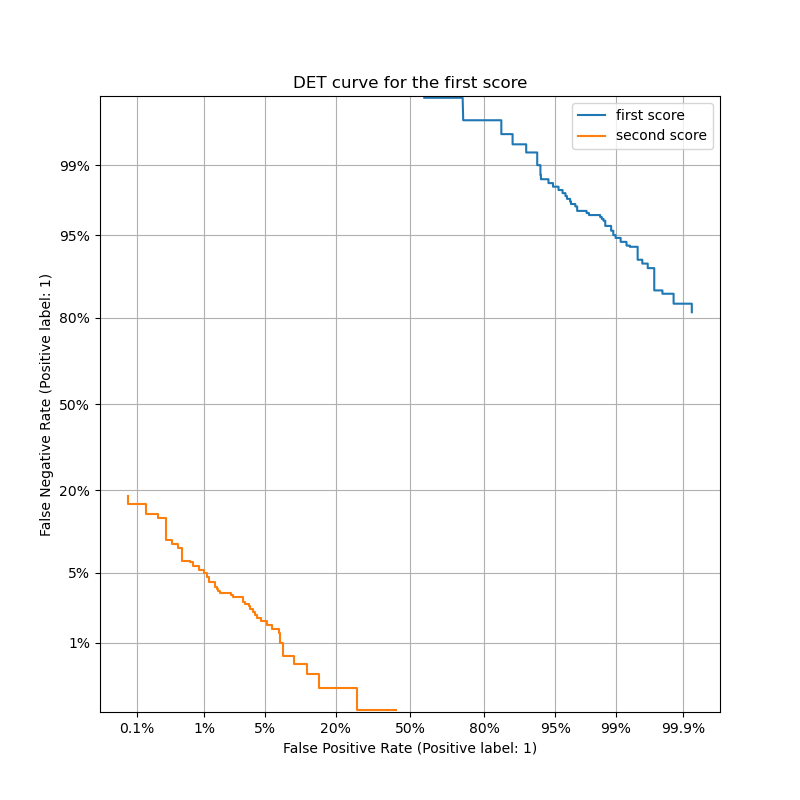 DET curve for the first score
first score
second score
99%
95%
80%
50%
20%
5%
1%
False Negative Rate (Positive label: 1)
0.1% 1% 5% 20% 50% 80% 95% 99% 99.9%
False Positive Rate (Positive label: 1)